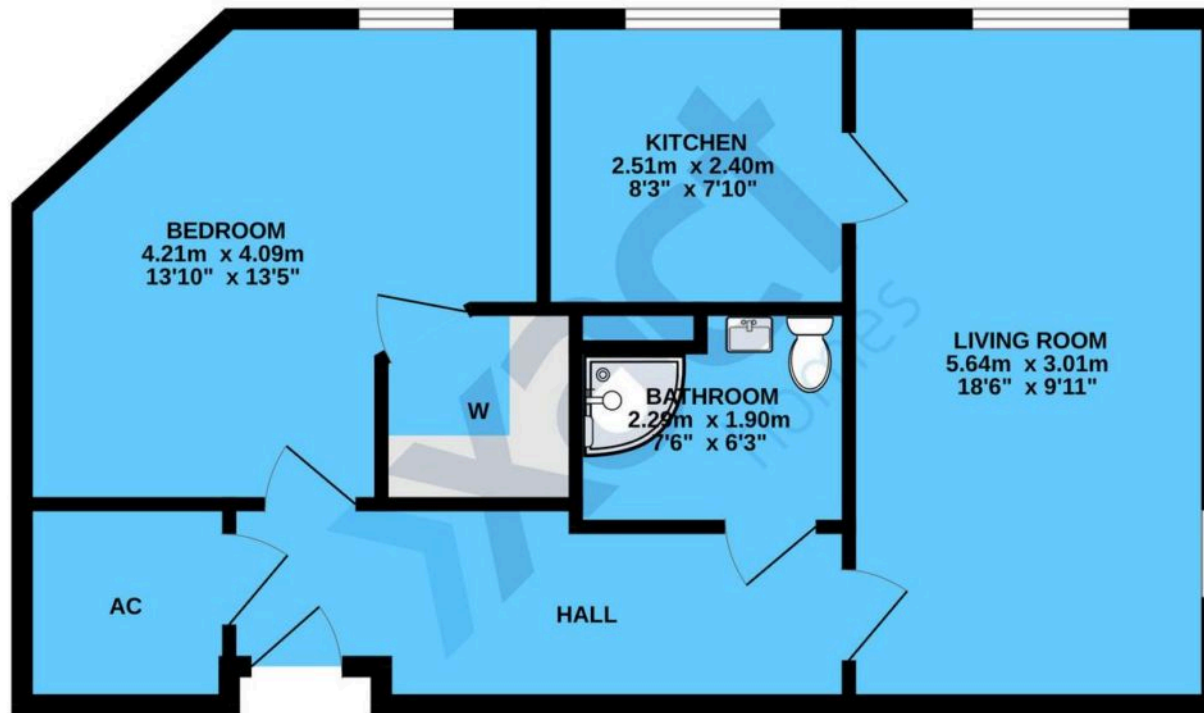 KITCHEN
2.51m x 2.40m
8'3" x 7'10"
BEDROOM
4.21m x 4.09m
13'10" x 13'5"
LIVING ROOM
5.64m x 3.01m
18'6" x 9'11"
BATHROOM
2.29m x 1.90m
7'6" x 6'3"
W
AC
HALL
xact
homes